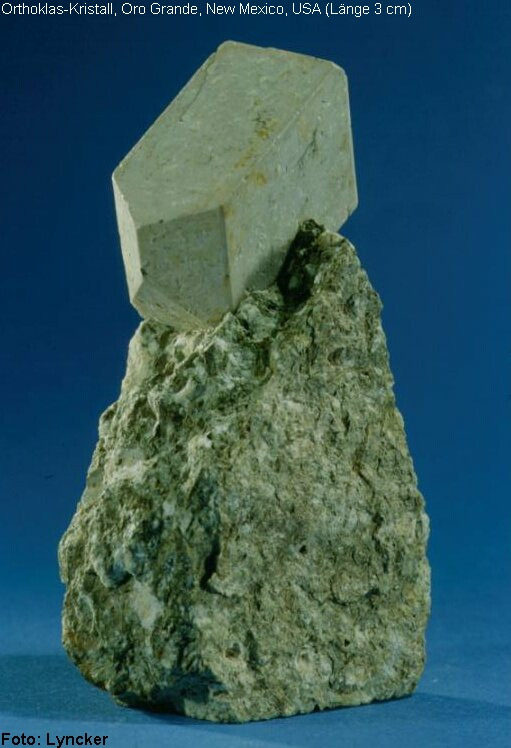 Orthoklas-Kristall, Oro Grande, New Mexico, USA (Länge 3 cm)
Foto: Lyncker